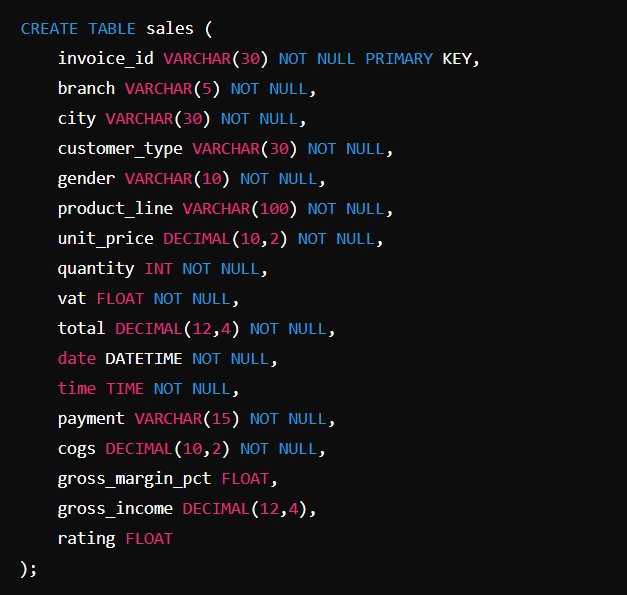 CREATE TABLE sales (
    invoice_id VARCHAR(30) NOT NULL PRIMARY KEY,
    branch VARCHAR(5) NOT NULL,
    city VARCHAR(30) NOT NULL,
    customer_type VARCHAR(30) NOT NULL,
    gender VARCHAR(10) NOT NULL,
    product_line VARCHAR(100) NOT NULL,
    unit_price DECIMAL(10,2) NOT NULL,
    quantity INT NOT NULL,
    vat FLOAT NOT NULL,
    total DECIMAL(12,4) NOT NULL,
    date DATETIME NOT NULL,
    time TIME NOT NULL,
    payment VARCHAR(15) NOT NULL,
    cogs DECIMAL(10,2) NOT NULL,
    gross_margin_pct FLOAT,
    gross_income DECIMAL(12,4),
    rating FLOAT
);